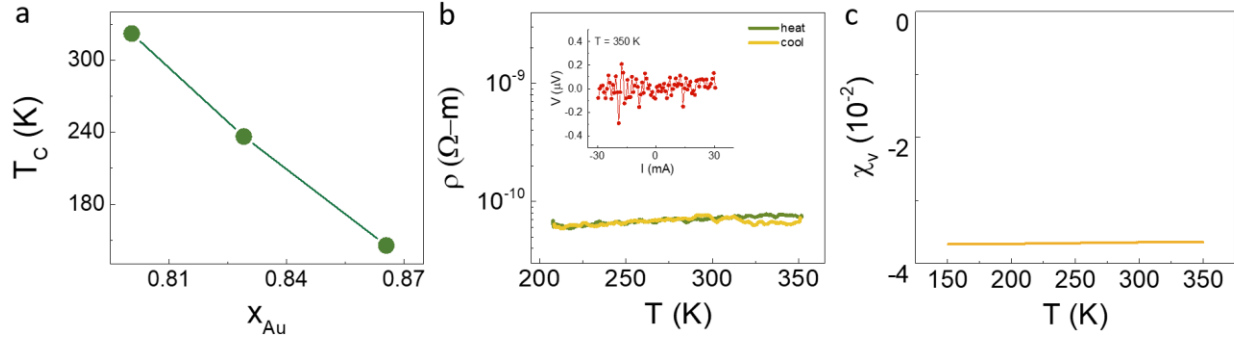 a
T_C (K)
300
240
180
0.81
0.84
0.87
x_Au
b
ρ (Ω–m)
10^-9
10^-10
200
250
300
350
T (K)
heat
cool
T = 350 K
V (μV)
0.4
0.2
0.0
-0.2
-0.4
-30
0
30
I (mA)
c
χ_v (10^-2)
0
−2
−4
150
200
250
300
350
T (K)